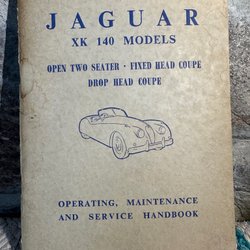 JAGUAR
XK 140 MODELS
OPEN TWO SEATER · FIXED HEAD COUPE
DROP HEAD COUPE
OPERATING, MAINTENANCE
AND SERVICE HANDBOOK